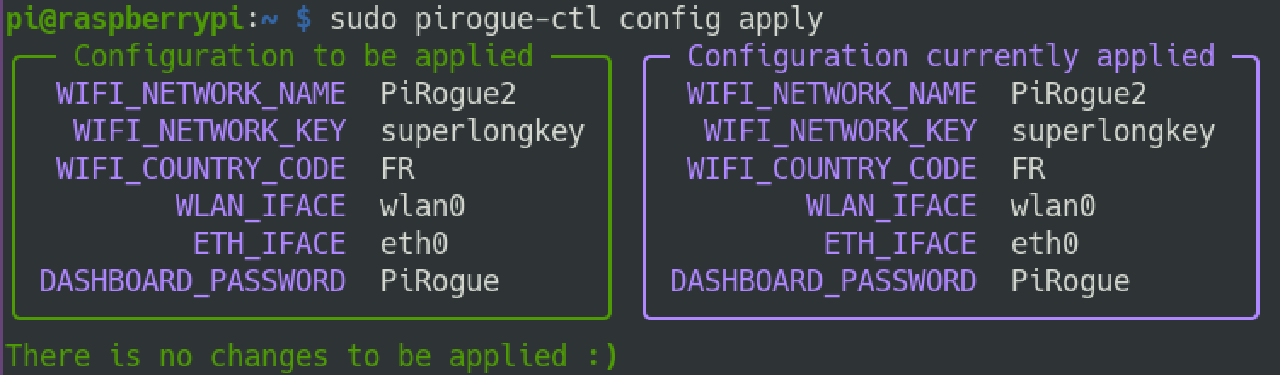 pi@raspberrypi:~ $ sudo pirogue-ctl config apply
Configuration to be applied
WIFI_NETWORK_NAME PiRogue2
WIFI_NETWORK_KEY superlongkey
WIFI_COUNTRY_CODE FR
WLAN_IFACE wlan0
ETH_IFACE eth0
DASHBOARD_PASSWORD PiRogue
Configuration currently applied
WIFI_NETWORK_NAME PiRogue2
WIFI_NETWORK_KEY superlongkey
WIFI_COUNTRY_CODE FR
WLAN_IFACE wlan0
ETH_IFACE eth0
DASHBOARD_PASSWORD PiRogue
There is no changes to be applied :)